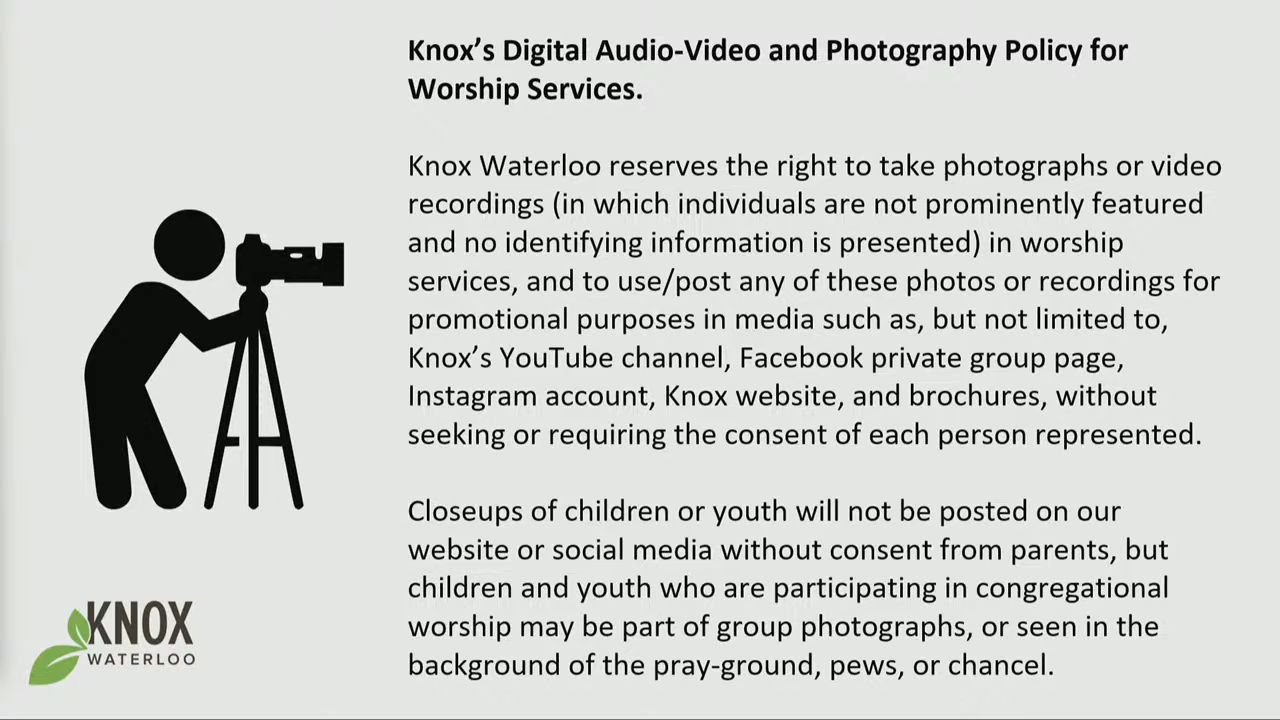 Knox’s Digital Audio-Video and Photography Policy for
Worship Services.
Knox Waterloo reserves the right to take photographs or video
recordings (in which individuals are not prominently featured
and no identifying information is presented) in worship
services, and to use/post any of these photos or recordings for
promotional purposes in media such as, but not limited to,
Knox’s YouTube channel, Facebook private group page,
Instagram account, Knox website, and brochures, without
seeking or requiring the consent of each person represented.
Closeups of children or youth will not be posted on our
website or social media without consent from parents, but
children and youth who are participating in congregational
worship may be part of group photographs, or seen in the
background of the pray-ground, pews, or chancel.
KNOX
WATERLOO